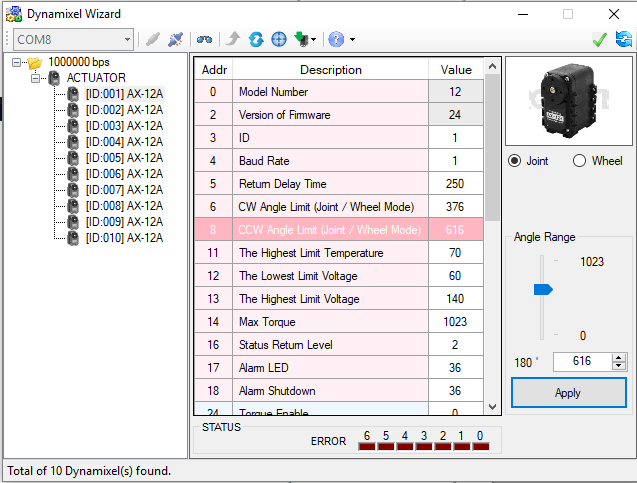 Dynamixel Wizard
COM8
1000000 bps
ACTUATOR
[ID:001] AX-12A
[ID:002] AX-12A
[ID:003] AX-12A
[ID:004] AX-12A
[ID:005] AX-12A
[ID:006] AX-12A
[ID:007] AX-12A
[ID:008] AX-12A
[ID:009] AX-12A
[ID:010] AX-12A
Addr Description Value
0 Model Number 12
2 Version of Firmware 24
3 ID 1
4 Baud Rate 1
5 Return Delay Time 250
6 CW Angle Limit (Joint / Wheel Mode) 376
8 CCW Angle Limit (Joint / Wheel Mode) 616
11 The Highest Limit Temperature 70
12 The Lowest Limit Voltage 60
13 The Highest Limit Voltage 140
14 Max Torque 1023
16 Status Return Level 2
17 Alarm LED 36
18 Alarm Shutdown 36
24 Torque Enable 0
STATUS
ERROR 6 5 4 3 2 1 0
Joint Wheel
Angle Range
1023
0
180 ° 616
Apply
Total of 10 Dynamixel(s) found.